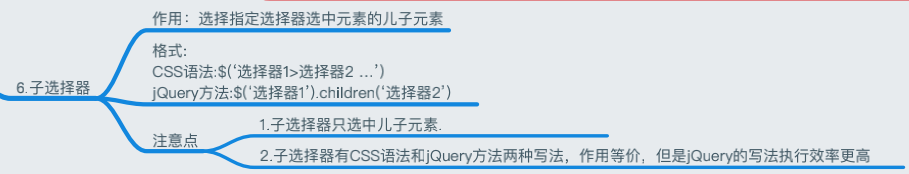 6.子选择器
作用：选择指定选择器选中元素的儿子元素
格式:
CSS语法:$(‘选择器1>选择器2 ...’)
jQuery方法:$(‘选择器1’).children(‘选择器2’)
注意点
1.子选择器只选中儿子元素.
2.子选择器有CSS语法和jQuery方法两种写法，作用等价，但是jQuery的写法执行效率更高